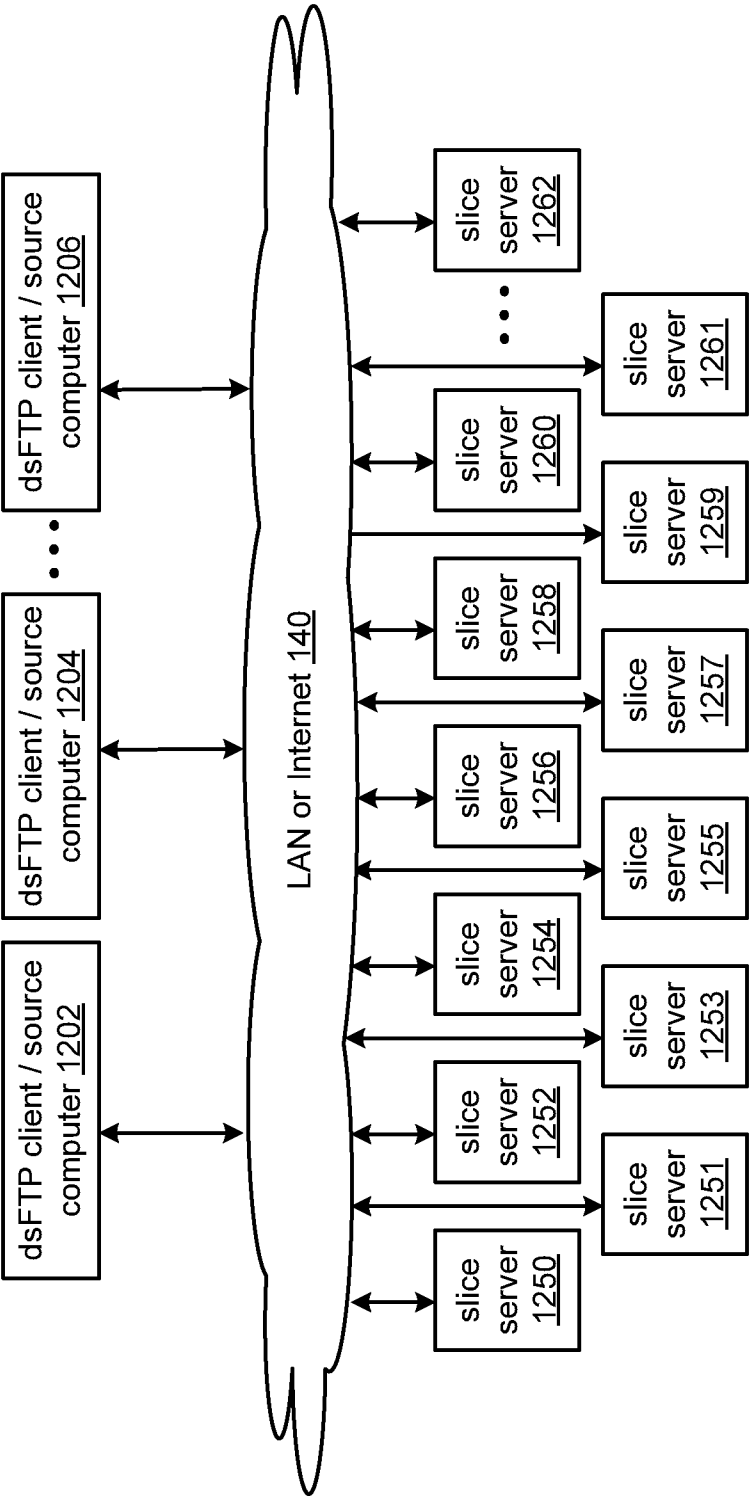 dsFTP client / source
computer 1202
dsFTP client / source
computer 1204
dsFTP client / source
computer 1206
LAN or Internet 140
slice
server
1250
slice
server
1252
slice
server
1254
slice
server
1256
slice
server
1258
slice
server
1260
slice
server
1262
slice
server
1251
slice
server
1253
slice
server
1255
slice
server
1257
slice
server
1259
slice
server
1261